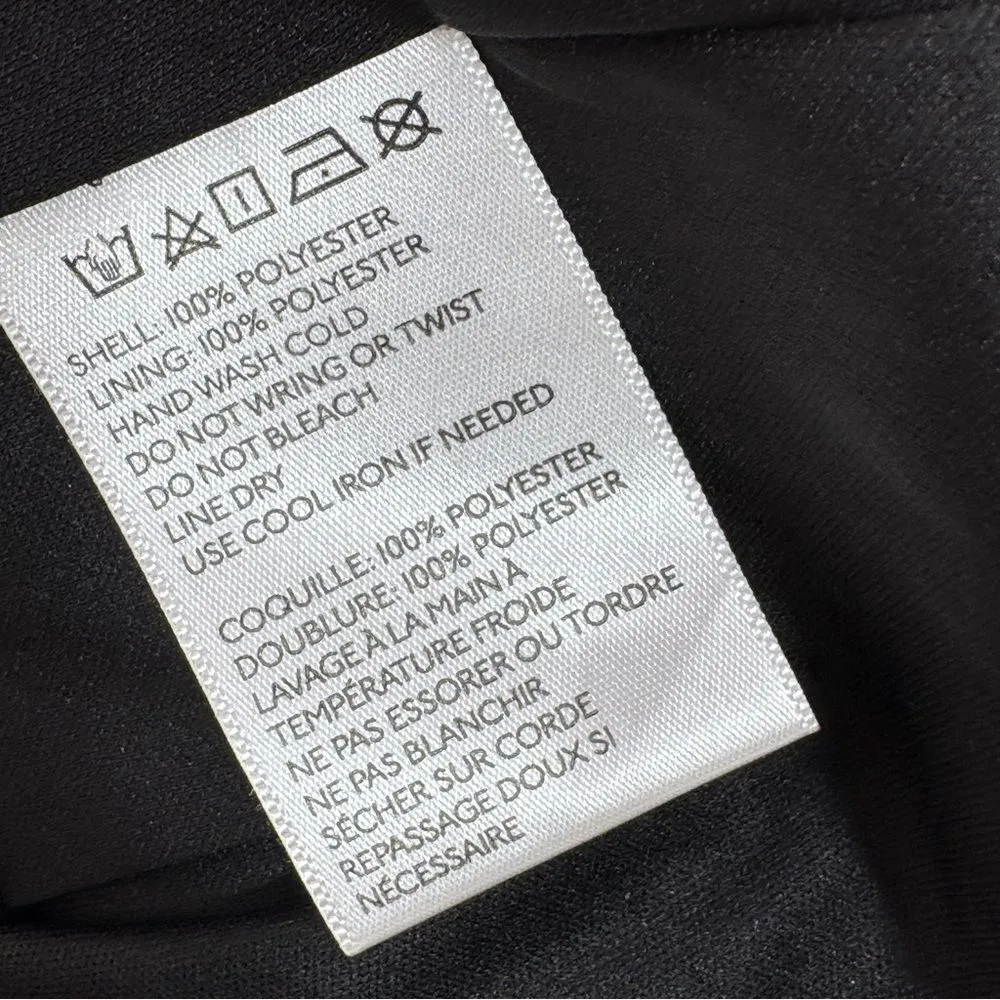 SHELL: 100% POLYESTER
LINING: 100% POLYESTER
HAND WASH COLD
DO NOT WRING OR TWIST
DO NOT BLEACH
LINE DRY
USE COOL IRON IF NEEDED
COQUILLE: 100% POLYESTER
DOUBLURE: 100% POLYESTER
LAVAGE À LA MAIN À
TEMPÉRATURE FROIDE
NE PAS ESSORER OU TORDRE
NE PAS BLANCHIR
SÉCHER SUR CORDE
REPASSAGE DOUX SI
NÉCESSAIRE